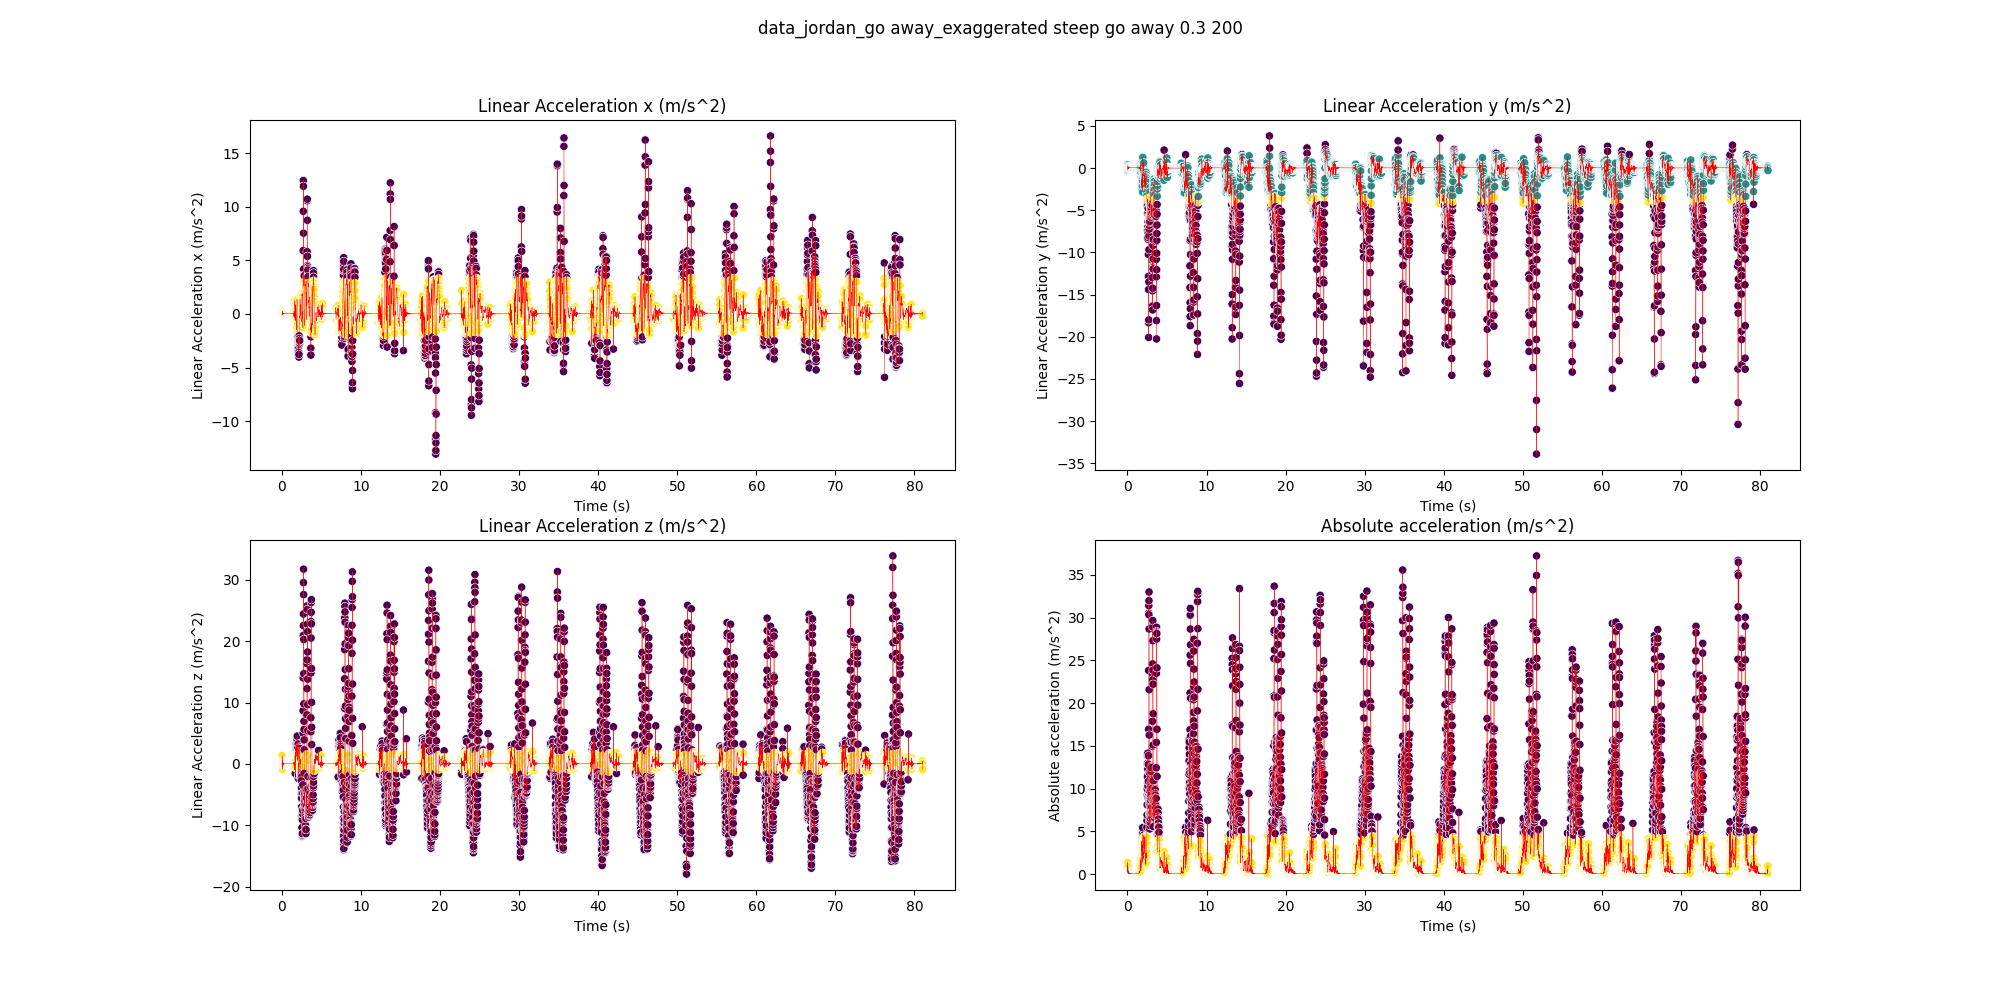 data_jordan_go away_exaggerated steep go away 0.3 200
Linear Acceleration x (m/s^2)
Linear Acceleration x (m/s^2)
15
10
5
0
−5
−10
0 10 20 30 40 50 60 70 80
Time (s)
Linear Acceleration y (m/s^2)
Linear Acceleration y (m/s^2)
5
0
−5
−10
−15
−20
−25
−30
−35
0 10 20 30 40 50 60 70 80
Time (s)
Linear Acceleration z (m/s^2)
Linear Acceleration z (m/s^2)
30
20
10
0
−10
−20
0 10 20 30 40 50 60 70 80
Time (s)
Absolute acceleration (m/s^2)
Absolute acceleration (m/s^2)
35
30
25
20
15
10
5
0
0 10 20 30 40 50 60 70 80
Time (s)